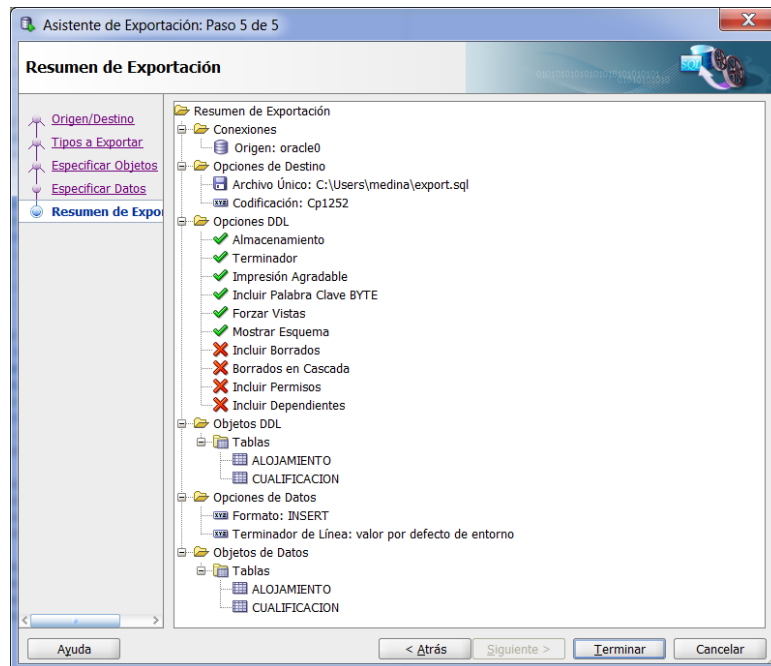 Asistente de Exportación: Paso 5 de 5
Resumen de Exportación
SQL
Origen/Destino
Tipos a Exportar
Especificar Objetos
Especificar Datos
Resumen de Expo
Resumen de Exportación
Conexiones
Origen: oracle0
Opciones de Destino
Archivo Único: C:\Users\medina\export.sql
Codificación: Cp1252
Opciones DDL
Almacenamiento
Terminador
Impresión Agradable
Incluir Palabra Clave BYTE
Forzar Vistas
Mostrar Esquema
Incluir Borrados
Borrados en Cascada
Incluir Permisos
Incluir Dependientes
Objetos DDL
Tablas
ALOJAMIENTO
CUALIFICACION
Opciones de Datos
Formato: INSERT
Terminador de Línea: valor por defecto de entorno
Objetos de Datos
Tablas
ALOJAMIENTO
CUALIFICACION
Ayuda
< Atrás
Siguiente >
Terminar
Cancelar